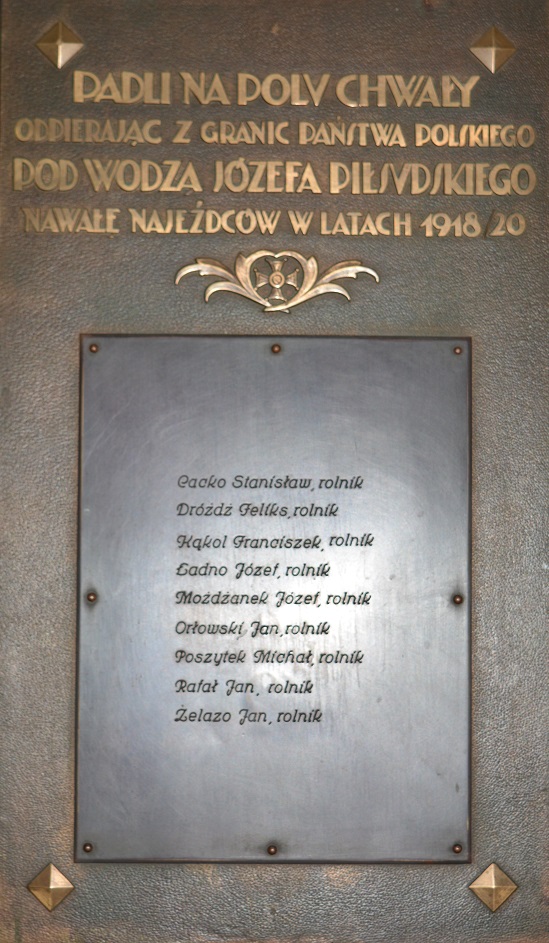 PADLI NA POLU CHWAŁY
ODPIERAJĄC Z GRANIC PAŃSTWA POLSKIEGO
POD WODZĄ JÓZEFA PIŁSUDSKIEGO
NAWAŁĘ NAJEŹDCÓW W LATACH 1918/20
Gacko Stanisław, rolnik
Dróżdż Feliks, rolnik
Kąkol Franciszek, rolnik
Ładno Józef, rolnik
Możdżanek Józef, rolnik
Orłowski Jan, rolnik
Poszytek Michał, rolnik
Rafał Jan, rolnik
Żelazo Jan, rolnik